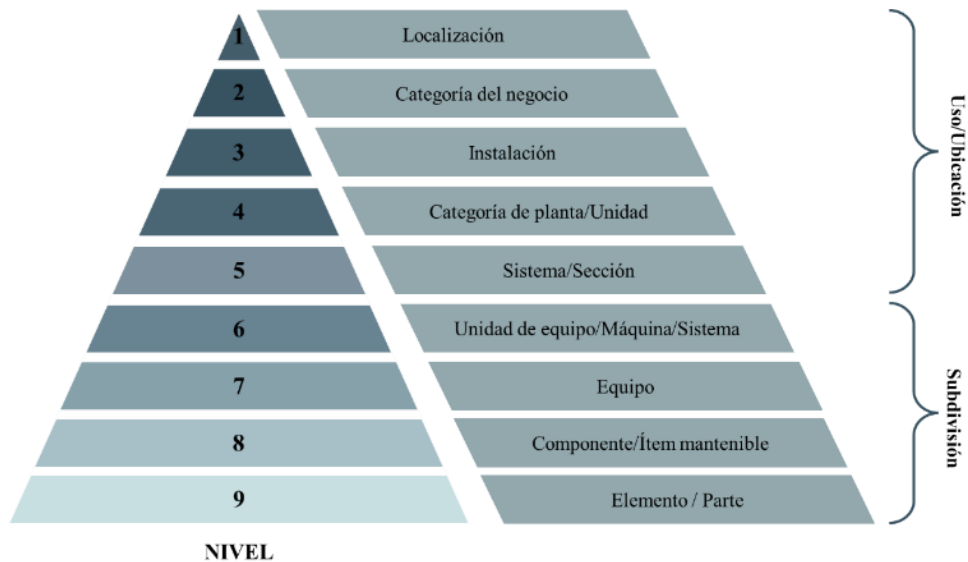 1
Localización
2
Categoría del negocio
3
Instalación
4
Categoría de planta/Unidad
5
Sistema/Sección
Uso/Ubicación
6
Unidad de equipo/Máquina/Sistema
7
Equipo
8
Componente/Ítem mantenible
9
Elemento / Parte
Subdivisión
NIVEL